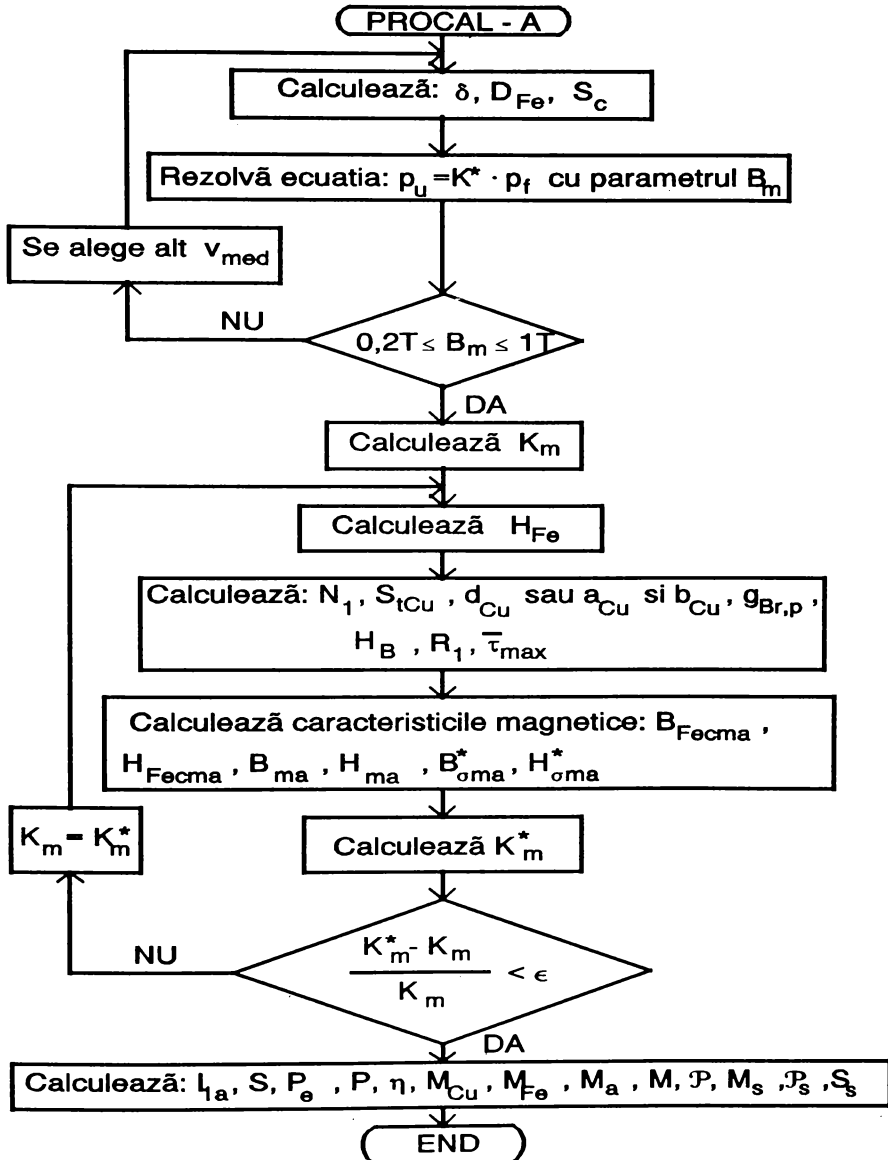 PROCAL - A
Calculează: δ, D_Fe, S_c
Rezolvă ecuatia: p_u = K* · p_f cu parametrul B_m
Se alege alt v_med
NU
0,2T ≤ B_m ≤ 1T
DA
Calculează K_m
Calculează H_Fe
Calculează: N_1, S_tCu, d_Cu sau a_Cu si b_Cu, g_Br,p,
H_B, R_1, τ̅_max
Calculează caracteristicile magnetice: B_Fecma,
H_Fecma, B_ma, H_ma, B*_σma, H*_σma
K_m = K*_m
Calculează K*_m
NU
K*_m - K_m
K_m
< ϵ
DA
Calculează: I_1a, S, P_e, P, η, M_Cu, M_Fe, M_a, M, 𝒫, M_s, 𝒫_s, S_s
END